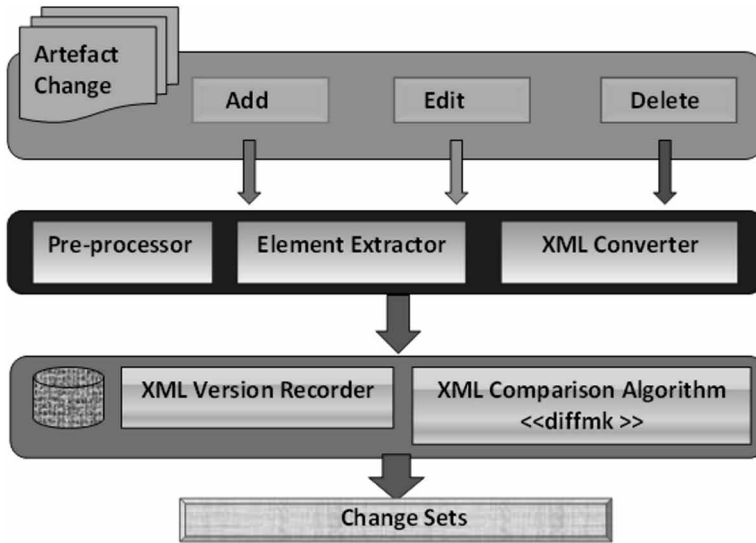 Artefact
Change
Add
Edit
Delete
Pre-processor
Element Extractor
XML Converter
XML Version Recorder
XML Comparison Algorithm
<<diffmk >>
Change Sets